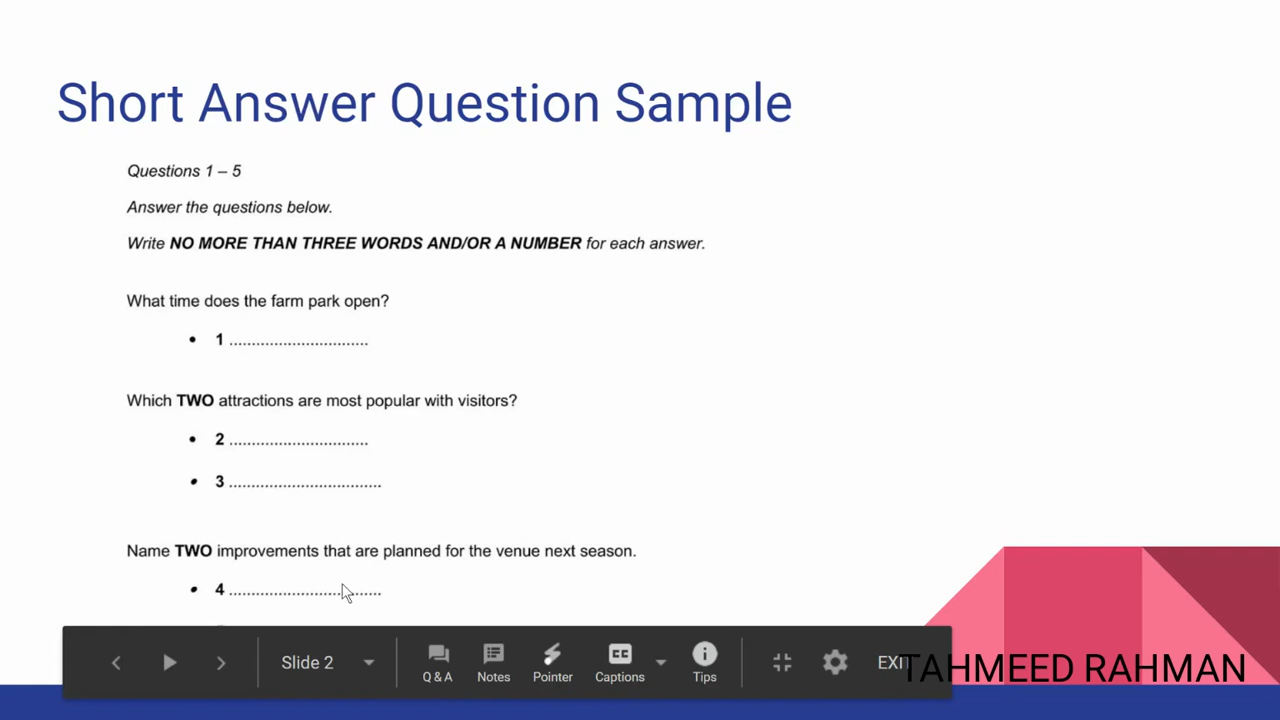 Short Answer Question Sample
Questions 1 – 5
Answer the questions below.
Write NO MORE THAN THREE WORDS AND/OR A NUMBER for each answer.
What time does the farm park open?
• 1 ...............................
Which TWO attractions are most popular with visitors?
• 2 ...............................
• 3 ..................................
Name TWO improvements that are planned for the venue next season.
• 4 ..................................
Slide 2
Q & A
Notes
Pointer
CC
Captions
Tips
EXIT
TAHMEED RAHMAN